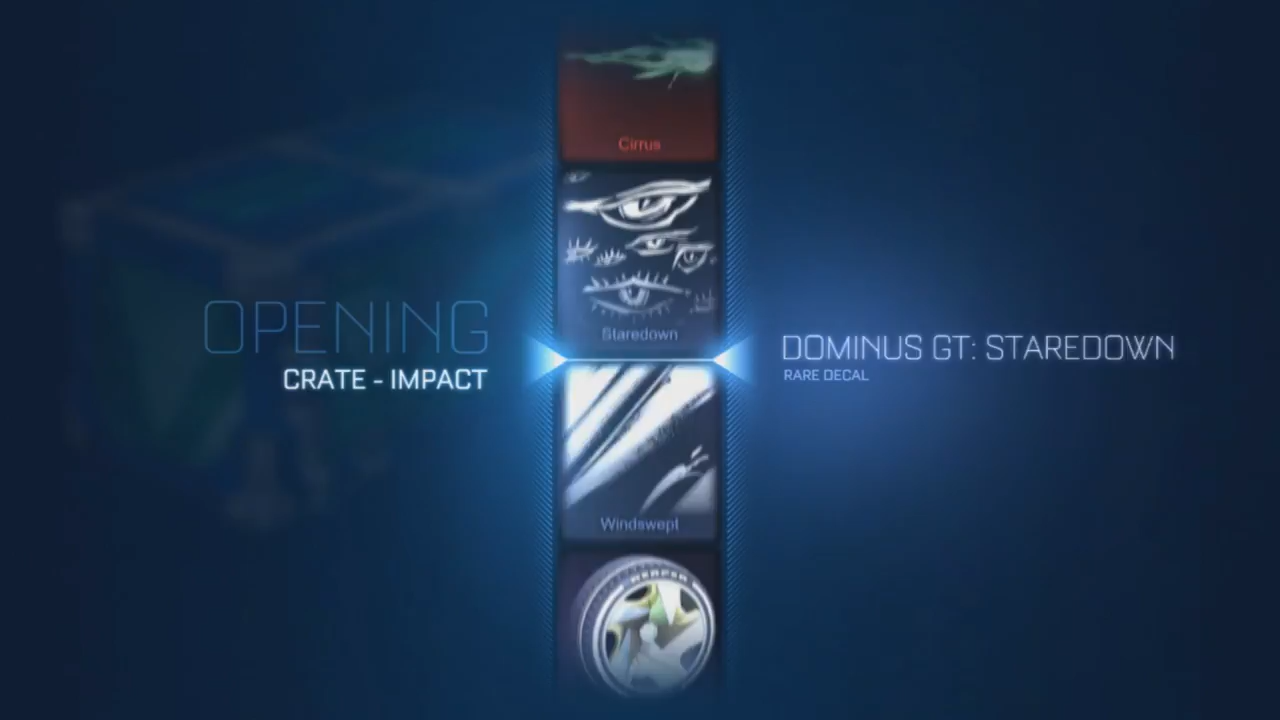 Cirrus
Staredown
OPENING
CRATE - IMPACT
DOMINUS GT: STAREDOWN
RARE DECAL
Windswept